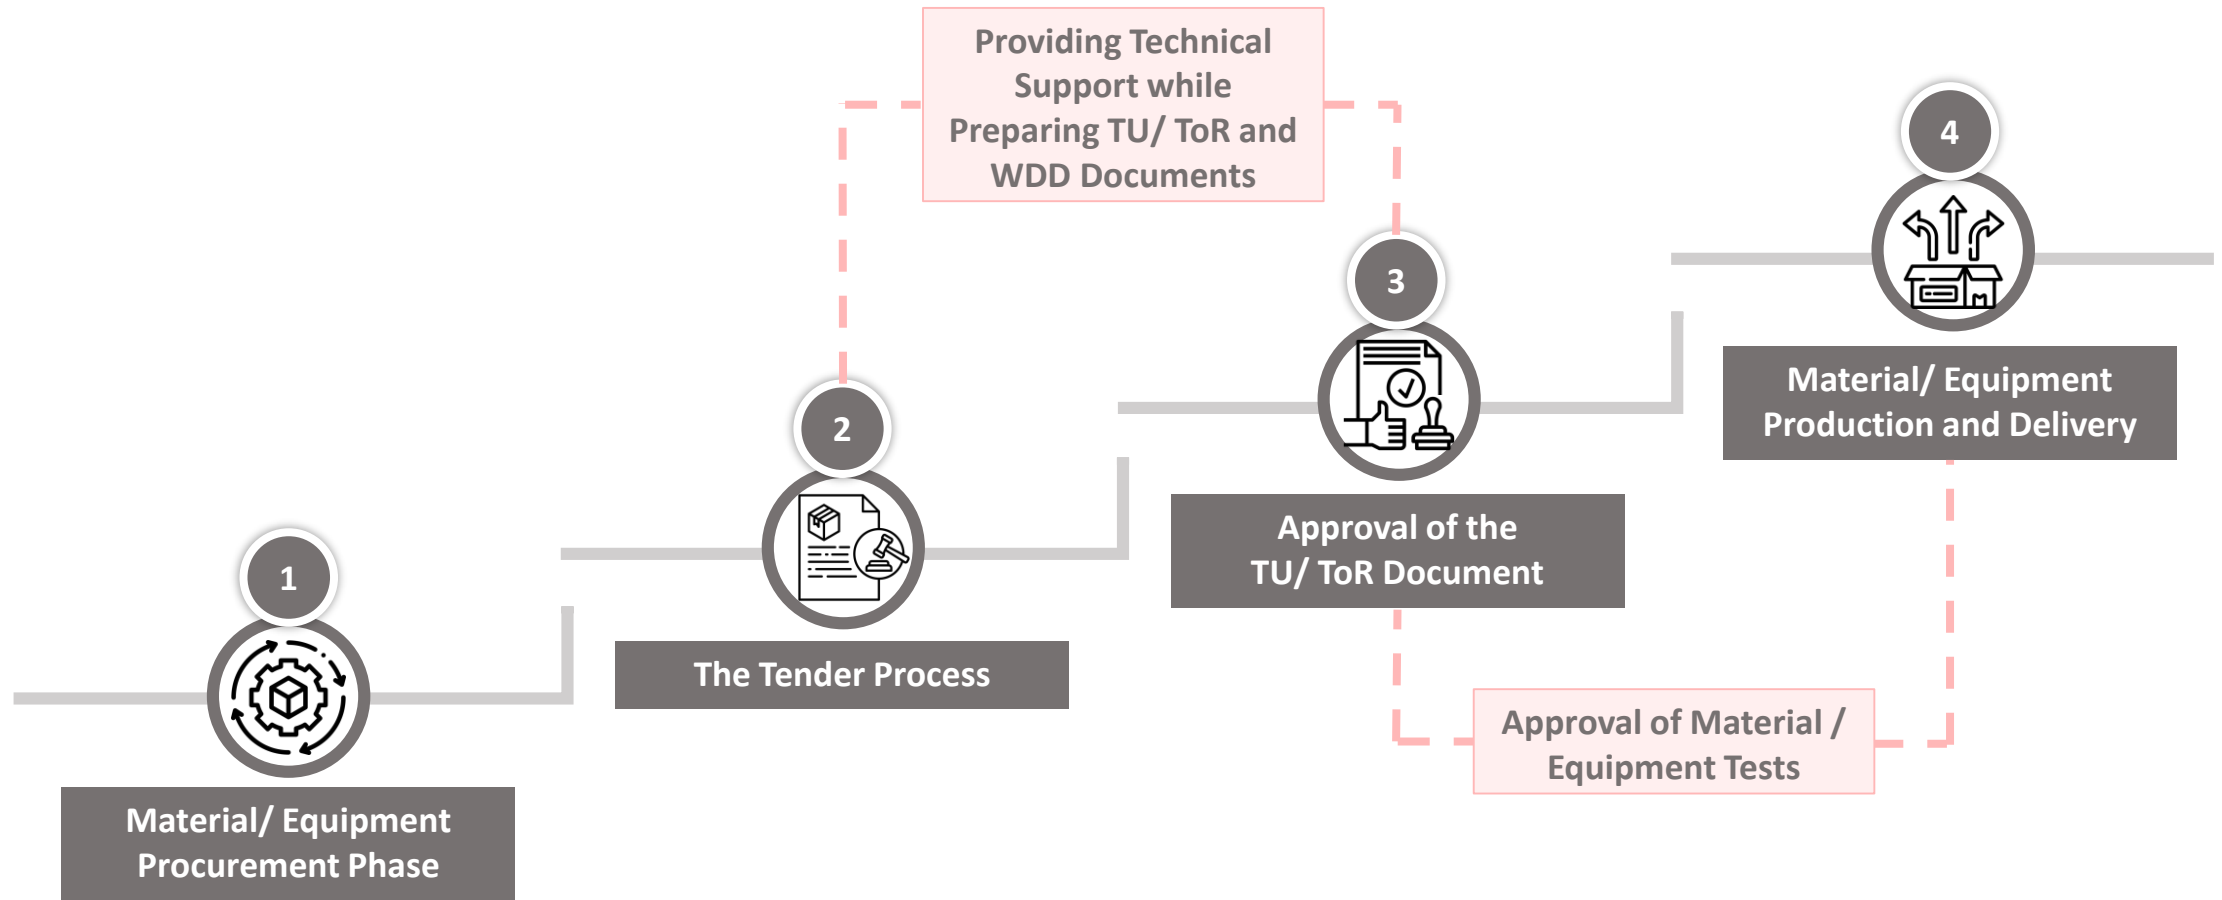 1
Material/ Equipment
Procurement Phase
2
The Tender Process
Providing Technical
Support while
Preparing TU/ ToR and
WDD Documents
3
Approval of the
TU/ ToR Document
Approval of Material /
Equipment Tests
4
Material/ Equipment
Production and Delivery